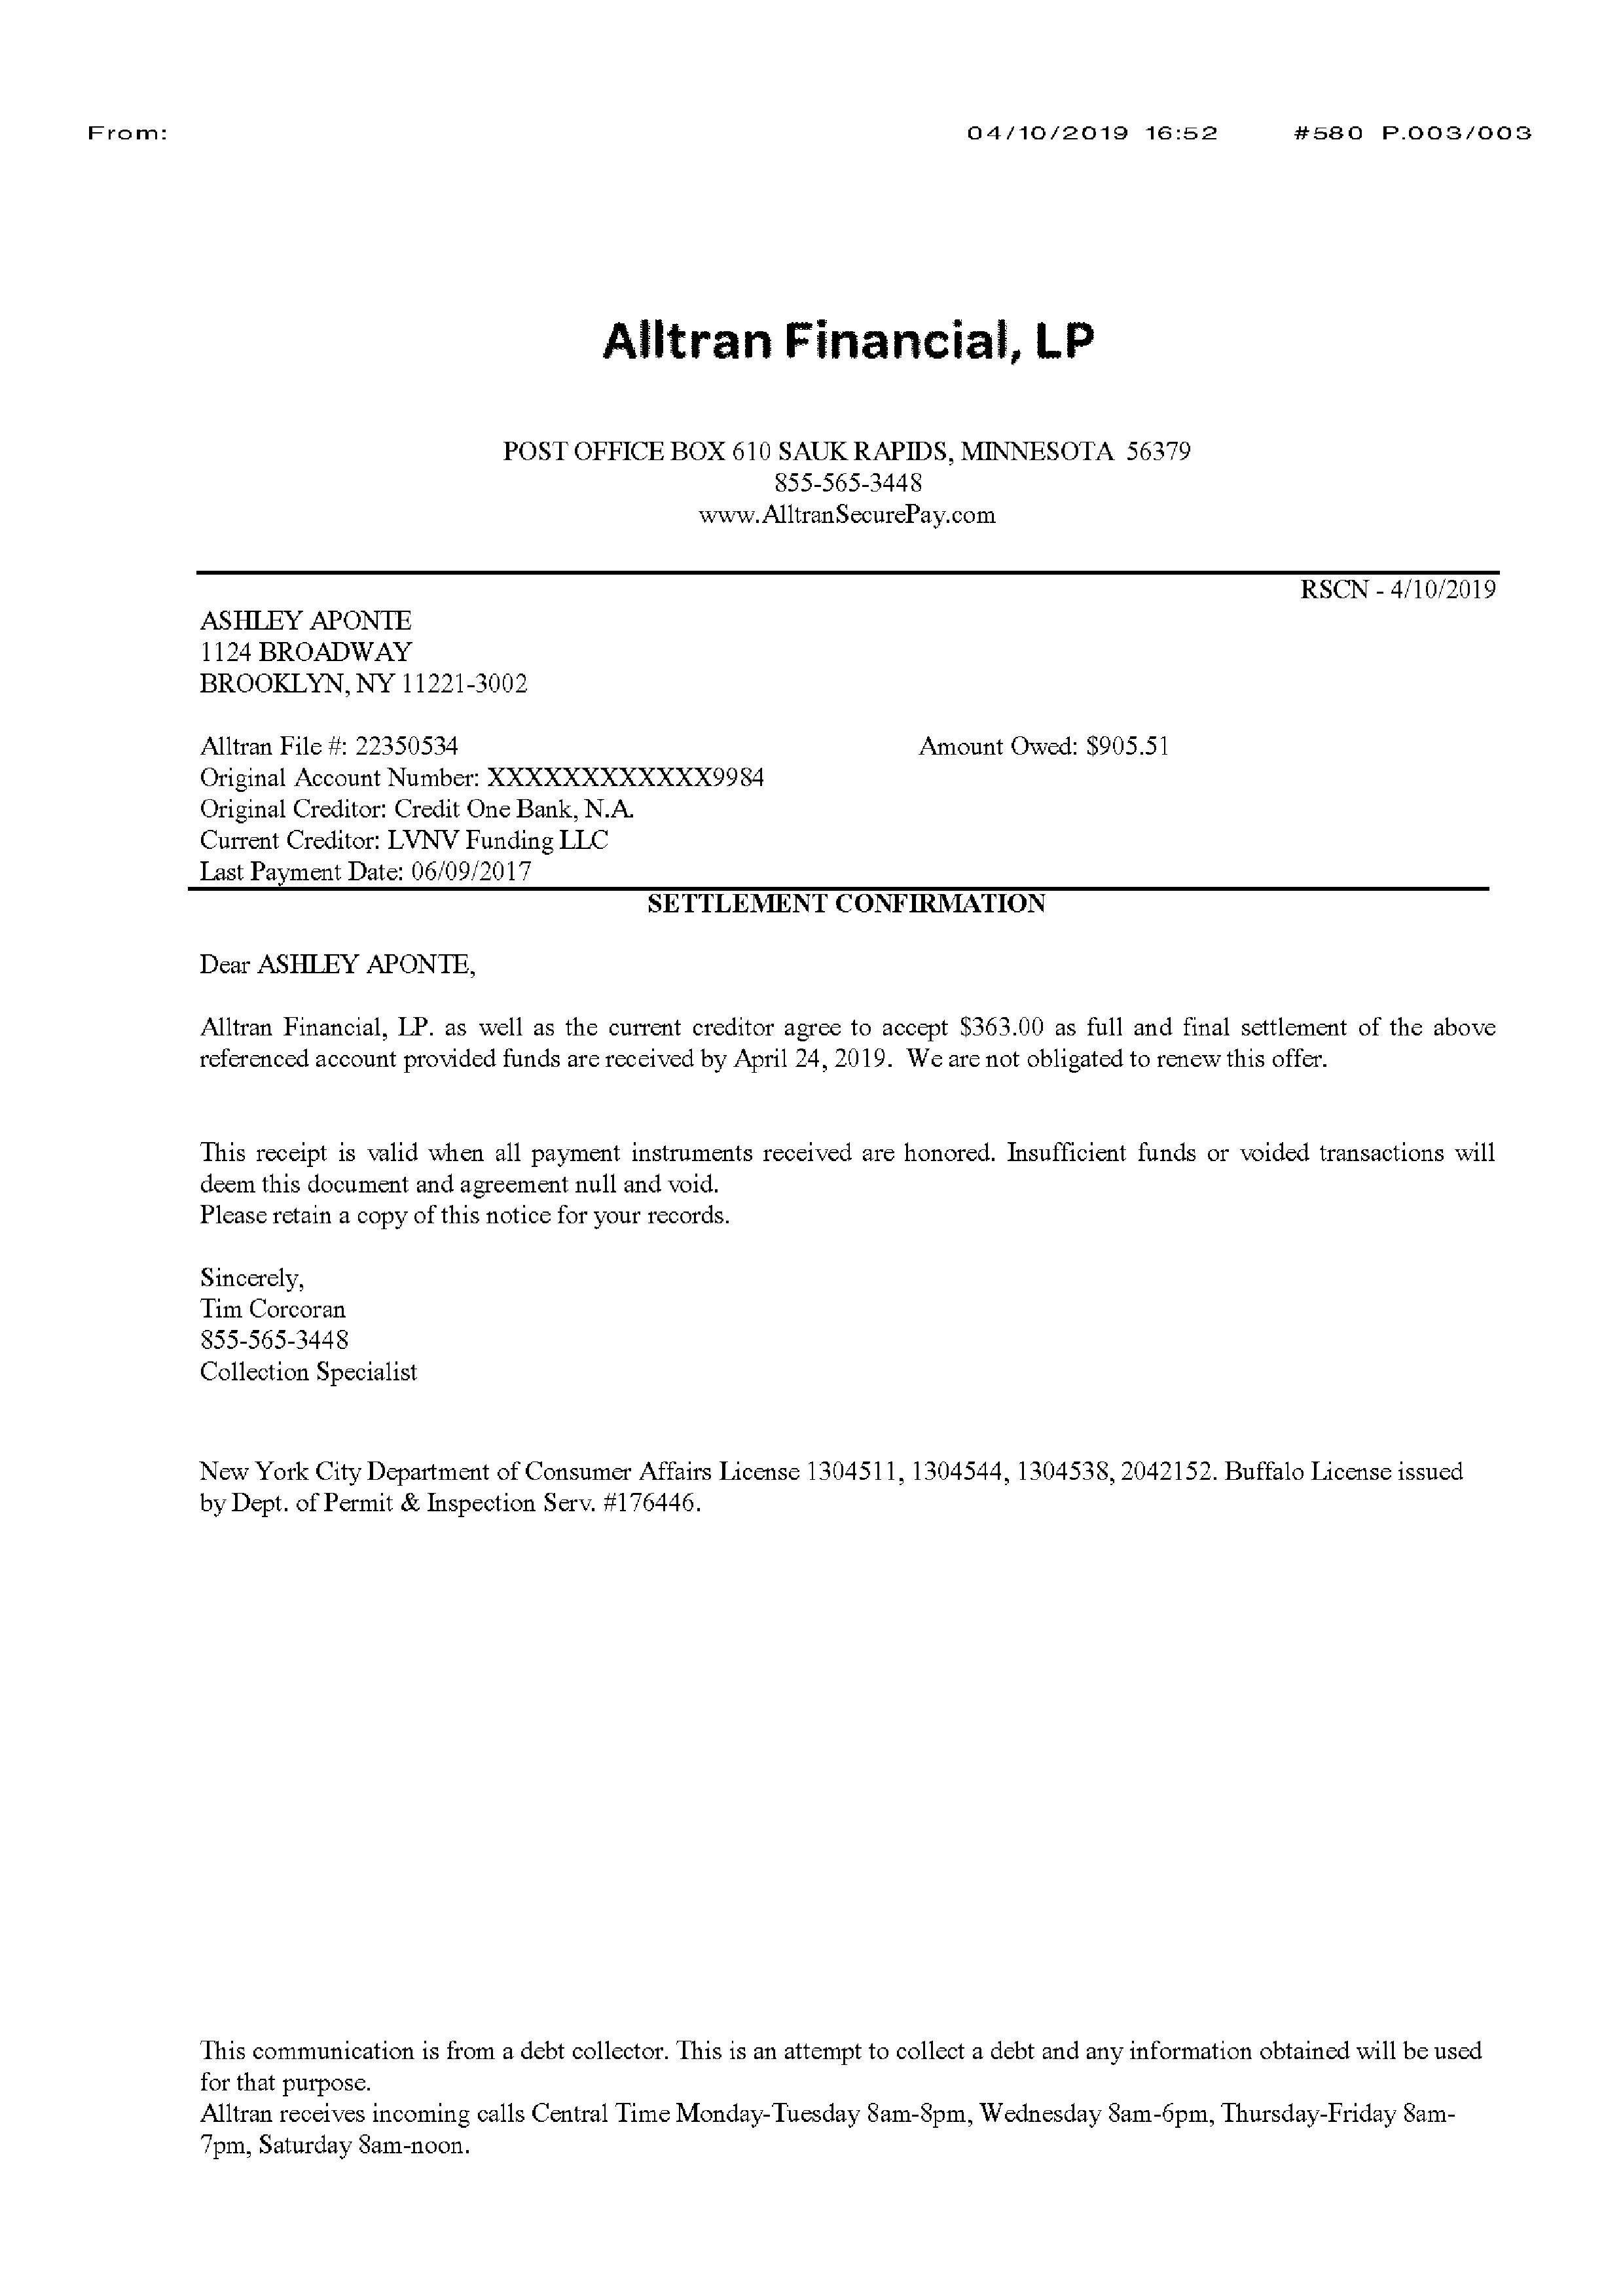 From: 04/10/2019 16:52 #580 P.003/003
Alltran Financial, LP
POST OFFICE BOX 610 SAUK RAPIDS, MINNESOTA 56379
855-565-3448
www.AlltranSecurePay.com
RSCN - 4/10/2019
ASHLEY APONTE
1124 BROADWAY
BROOKLYN, NY 11221-3002
Alltran File #: 22350534 Amount Owed: $905.51
Original Account Number: XXXXXXXXXXXX9984
Original Creditor: Credit One Bank, N.A.
Current Creditor: LVNV Funding LLC
Last Payment Date: 06/09/2017
SETTLEMENT CONFIRMATION
Dear ASHLEY APONTE,
Alltran Financial, LP. as well as the current creditor agree to accept $363.00 as full and final settlement of the above
referenced account provided funds are received by April 24, 2019. We are not obligated to renew this offer.
This receipt is valid when all payment instruments received are honored. Insufficient funds or voided transactions will
deem this document and agreement null and void.
Please retain a copy of this notice for your records.
Sincerely,
Tim Corcoran
855-565-3448
Collection Specialist
New York City Department of Consumer Affairs License 1304511, 1304544, 1304538, 2042152. Buffalo License issued
by Dept. of Permit & Inspection Serv. #176446.
This communication is from a debt collector. This is an attempt to collect a debt and any information obtained will be used
for that purpose.
Alltran receives incoming calls Central Time Monday-Tuesday 8am-8pm, Wednesday 8am-6pm, Thursday-Friday 8am-
7pm, Saturday 8am-noon.